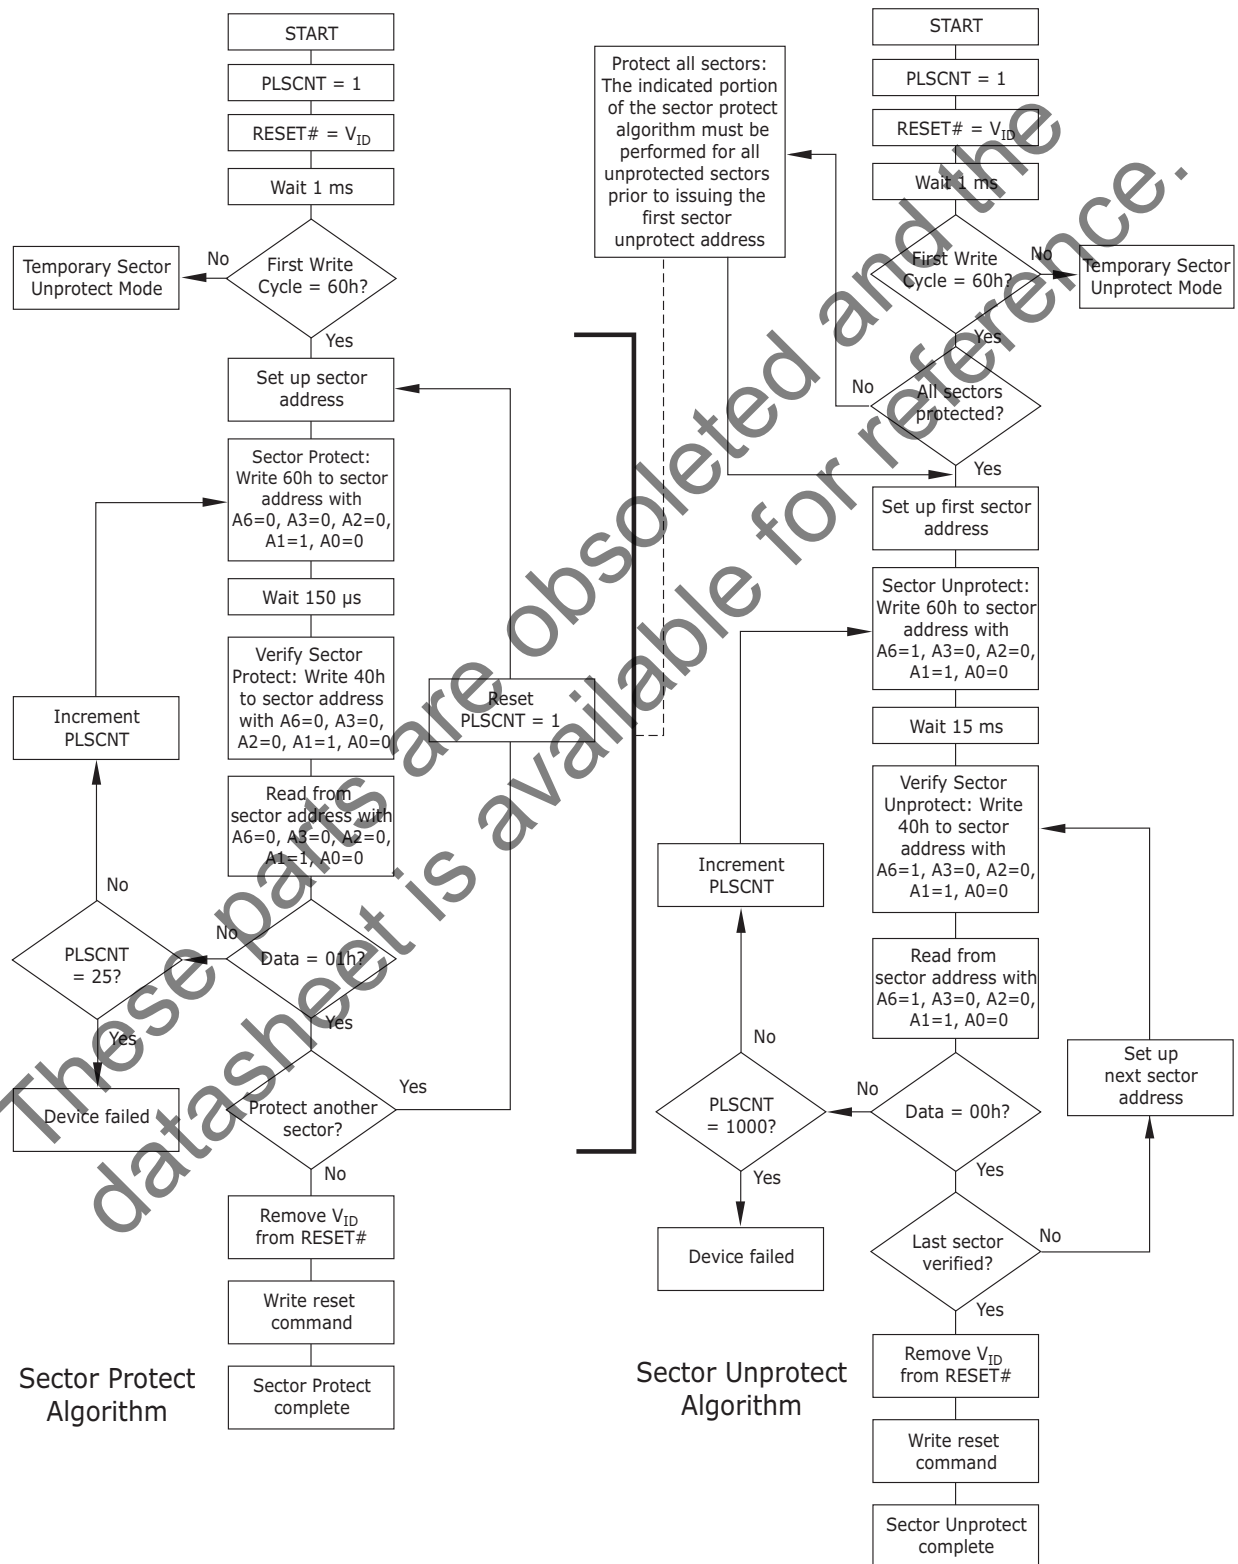 START
PLSCNT = 1
RESET# = VID
Wait 1 ms
First Write
Cycle = 60h?
No
Temporary Sector
Unprotect Mode
Yes
Set up sector
address
Sector Protect:
Write 60h to sector
address with
A6=0, A3=0, A2=0,
A1=1, A0=0
Wait 150 µs
Verify Sector
Protect: Write 40h
to sector address
with A6=0, A3=0,
A2=0, A1=1, A0=0
Reset
PLSCNT = 1
Increment
PLSCNT
Read from
sector address with
A6=0, A3=0, A2=0,
A1=1, A0=0
No
PLSCNT
= 25?
No
Data = 01h?
Yes
Yes
Device failed
Protect another
sector?
Yes
No
Remove VID
from RESET#
Write reset
command
Sector Protect
complete
Sector Protect
Algorithm
Protect all sectors:
The indicated portion
of the sector protect
algorithm must be
performed for all
unprotected sectors
prior to issuing the
first sector
unprotect address
START
PLSCNT = 1
RESET# = VID
Wait 1 ms
First Write
Cycle = 60h?
No
Temporary Sector
Unprotect Mode
Yes
All sectors
protected?
No
Yes
Set up first sector
address
Sector Unprotect:
Write 60h to sector
address with
A6=1, A3=0, A2=0,
A1=1, A0=0
Wait 15 ms
Verify Sector
Unprotect: Write
40h to sector
address with
A6=1, A3=0, A2=0,
A1=1, A0=0
Increment
PLSCNT
Read from
sector address with
A6=1, A3=0, A2=0,
A1=1, A0=0
No
PLSCNT
= 1000?
No
Data = 00h?
Set up
next sector
address
Yes
Yes
Device failed
Last sector
verified?
No
Yes
Remove VID
from RESET#
Write reset
command
Sector Unprotect
complete
Sector Unprotect
Algorithm
These parts are obsoleted and the
datasheet is available for reference.